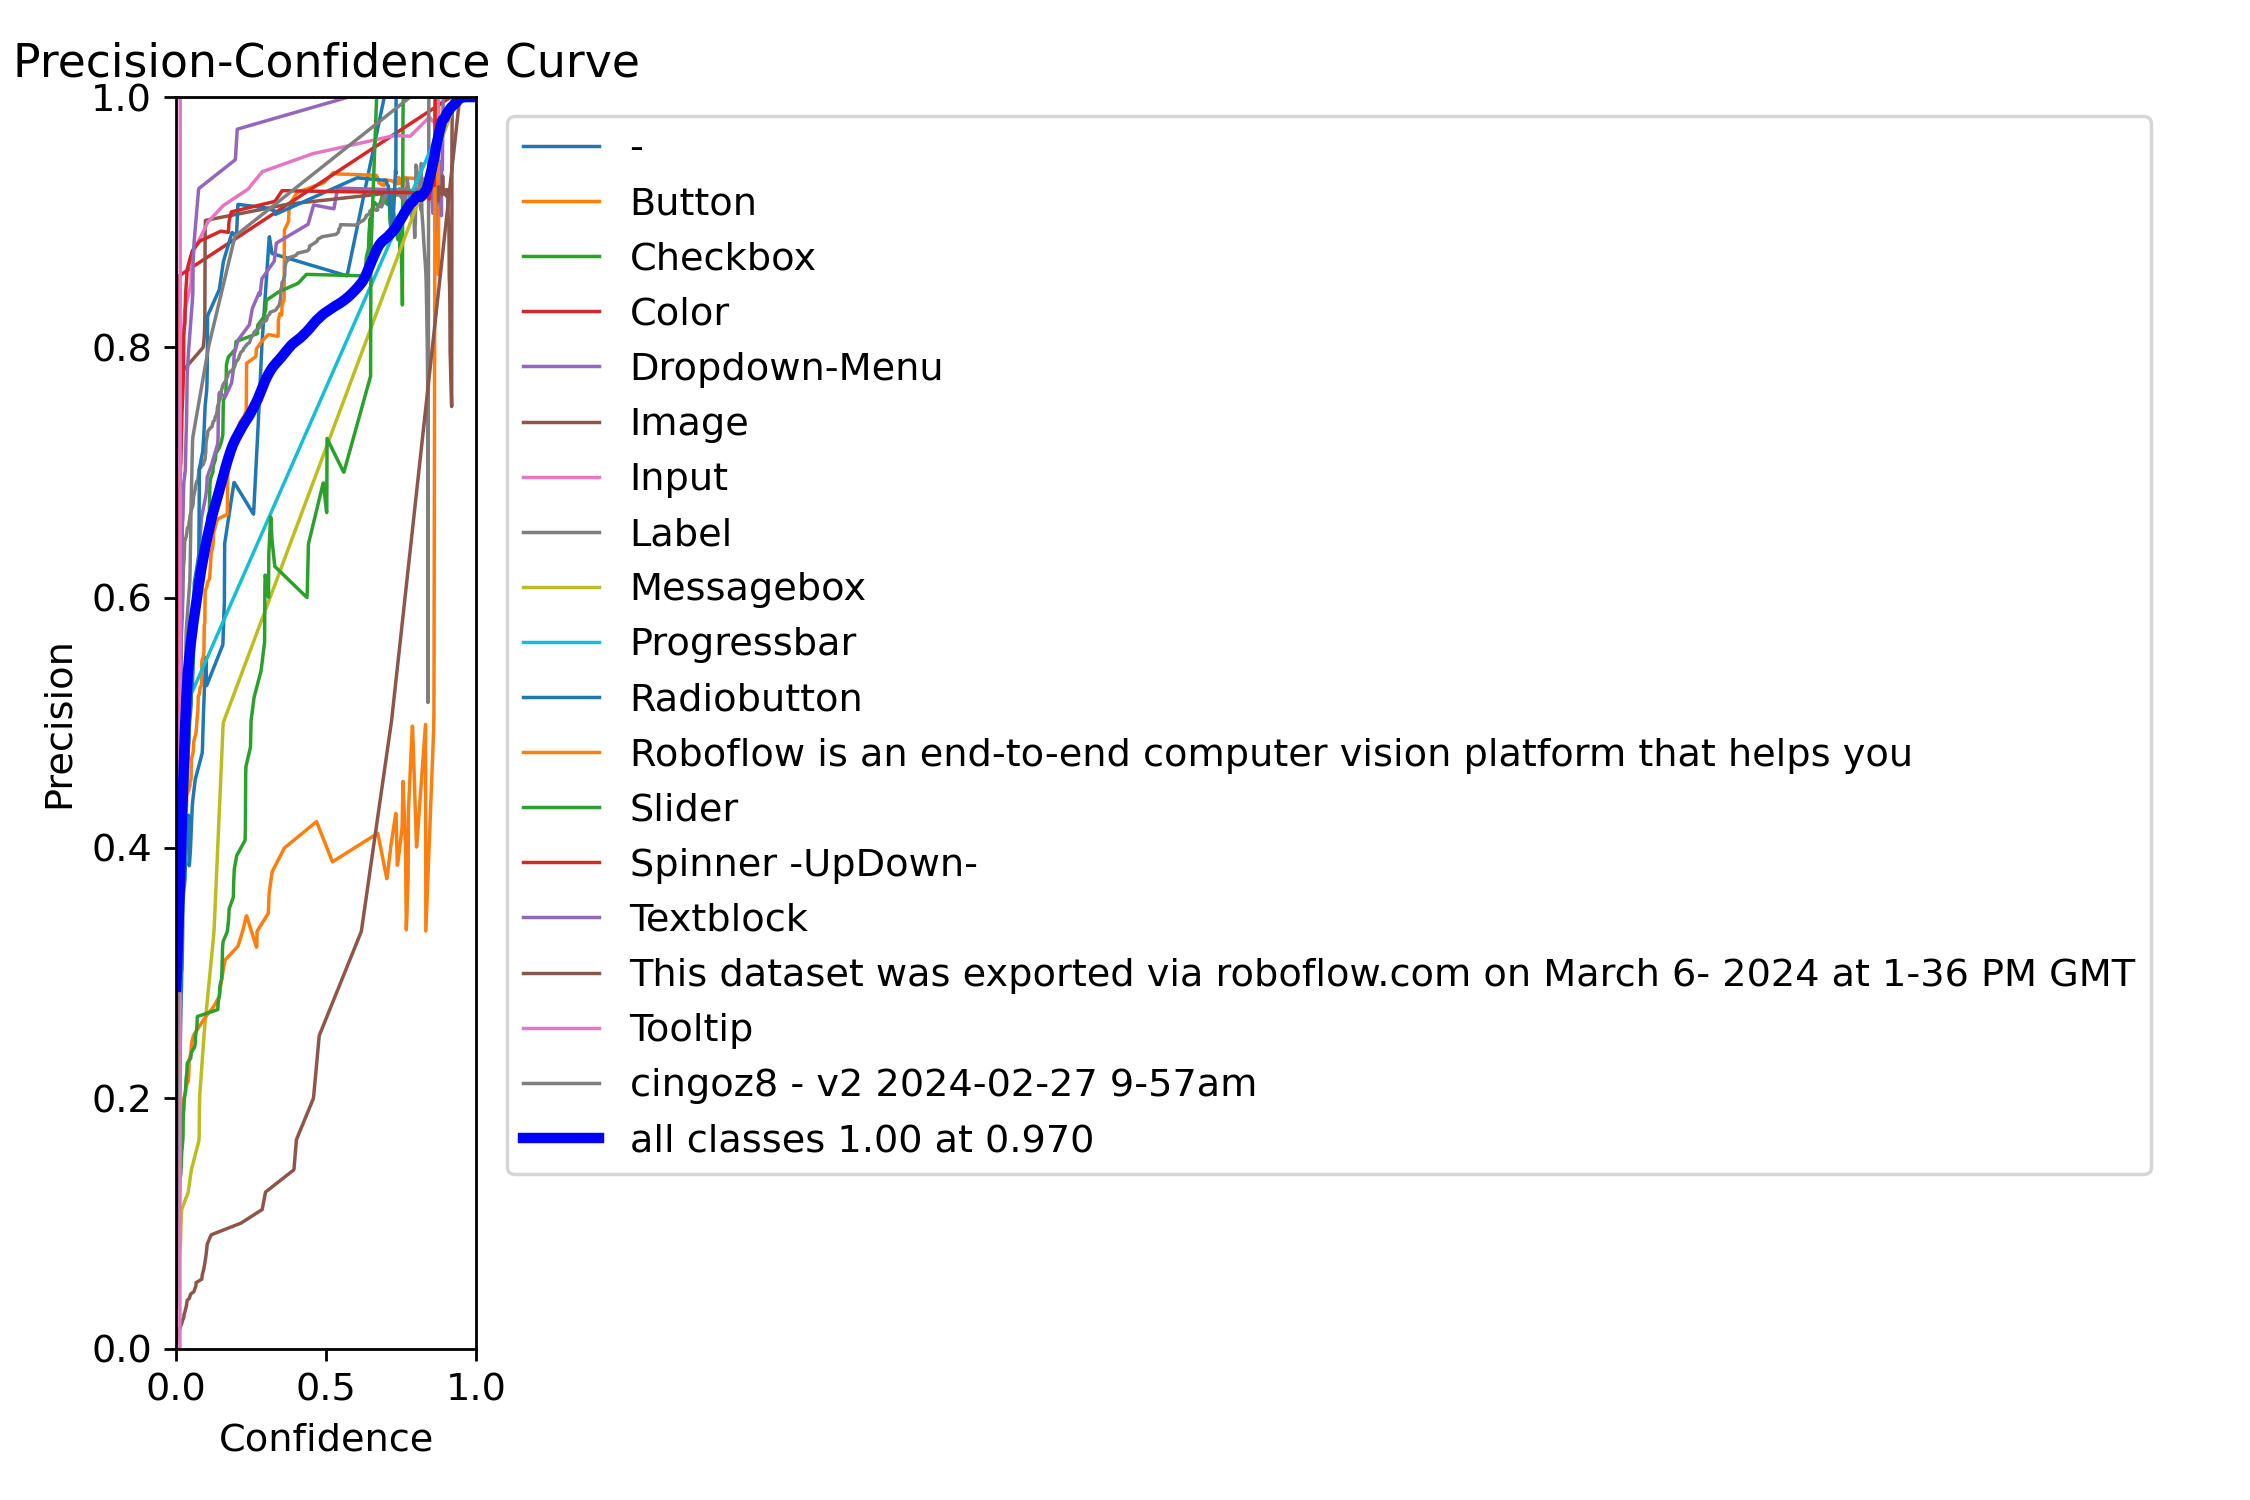 Precision-Confidence Curve
1.0
0.8
0.6
0.4
0.2
0.0
Precision
0.0 0.5 1.0
Confidence
-
Button
Checkbox
Color
Dropdown-Menu
Image
Input
Label
Messagebox
Progressbar
Radiobutton
Roboflow is an end-to-end computer vision platform that helps you
Slider
Spinner -UpDown-
Textblock
This dataset was exported via roboflow.com on March 6- 2024 at 1-36 PM GMT
Tooltip
cingoz8 - v2 2024-02-27 9-57am
all classes 1.00 at 0.970